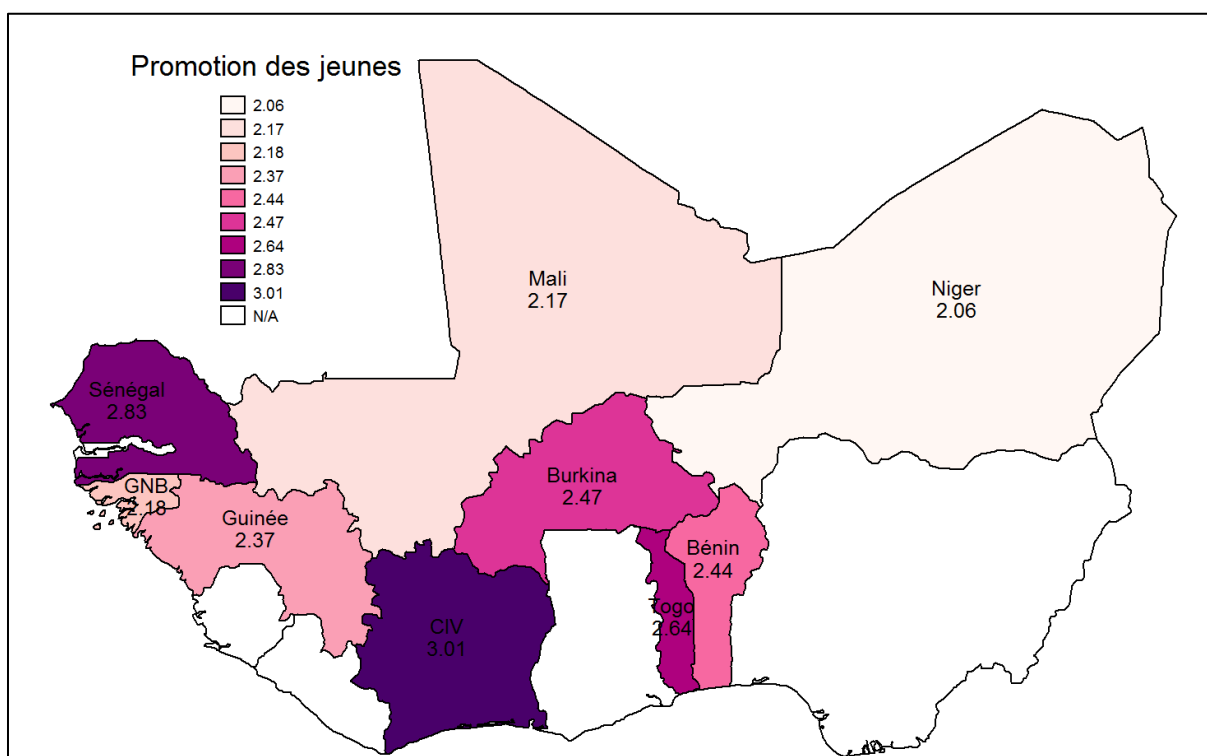 Promotion des jeunes
2.06
2.17
2.18
2.37
2.44
2.47
2.64
2.83
3.01
N/A
Mali
2.17
Niger
2.06
Sénégal
2.83
GNB
2.18
Guinée
2.37
Burkina
2.47
Bénin
2.44
Togo
2.64
CIV
3.01